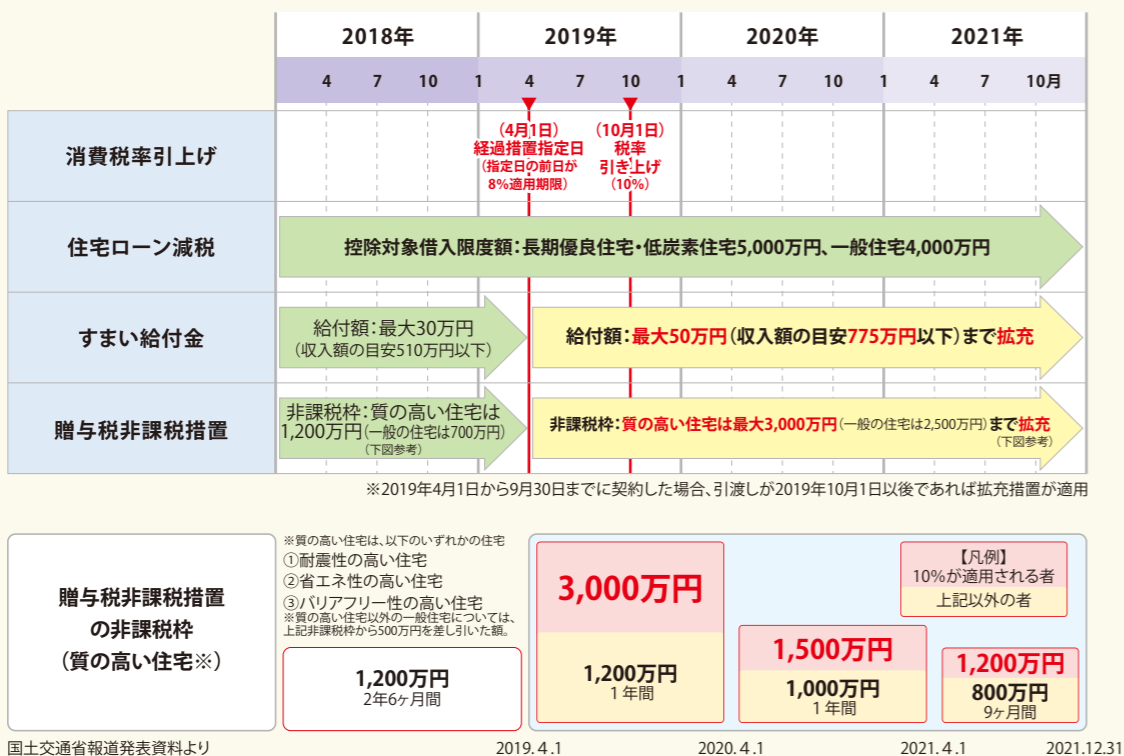 2018年 2019年 2020年 2021年
4 7 10 1 4 7 10 1 4 7 10 1 4 7 10月
消費税率引上げ
（4月1日）
経過措置指定日
（指定日の前日が
8%適用期限）
（10月1日）
税率
引き上げ
（10%）
住宅ローン減税
控除対象借入限度額：長期優良住宅・低炭素住宅5,000万円、一般住宅4,000万円
すまい給付金
給付額：最大30万円
（収入額の目安510万円以下）
給付額：最大50万円（収入額の目安775万円以下）まで拡充
贈与税非課税措置
非課税枠：質の高い住宅は
1,200万円（一般の住宅は700万円）
（下図参考）
非課税枠：質の高い住宅は最大3,000万円（一般の住宅は2,500万円）まで拡充
（下図参考）
※2019年4月1日から9月30日までに契約した場合、引渡しが2019年10月1日以後であれば拡充措置が適用
贈与税非課税措置
の非課税枠
（質の高い住宅※）
※質の高い住宅は、以下のいずれかの住宅
①耐震性の高い住宅
②省エネ性の高い住宅
③バリアフリー性の高い住宅
※質の高い住宅以外の一般住宅については、
上記非課税枠から500万円を差し引いた額。
1,200万円
2年6ヶ月間
3,000万円
1,200万円
1年間
1,500万円
1,000万円
1年間
【凡例】
10%が適用される者
上記以外の者
1,200万円
800万円
9ヶ月間
国土交通省報道発表資料より
2019.4.1 2020.4.1 2021.4.1 2021.12.31